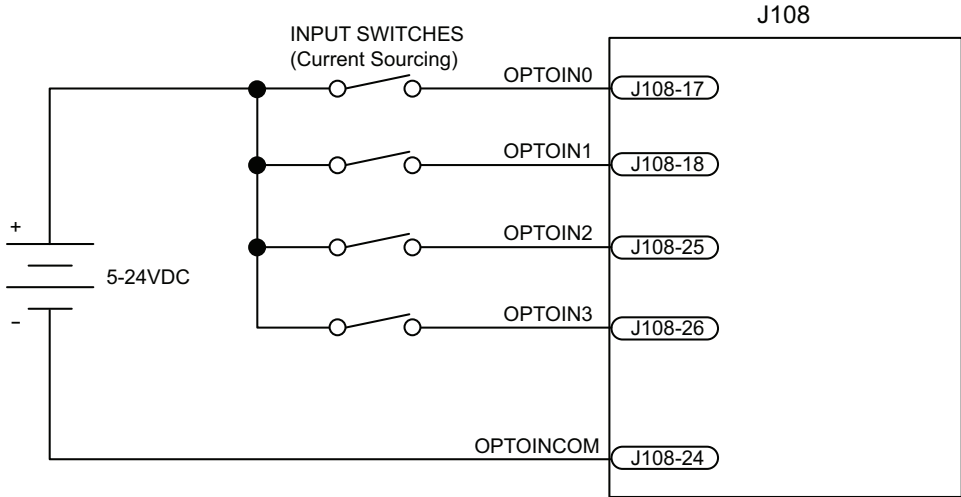 J108
INPUT SWITCHES
(Current Sourcing)
OPTOIN0
J108-17
OPTOIN1
J108-18
OPTOIN2
J108-25
+
5-24VDC
-
OPTOIN3
J108-26
OPTOINCOM
J108-24